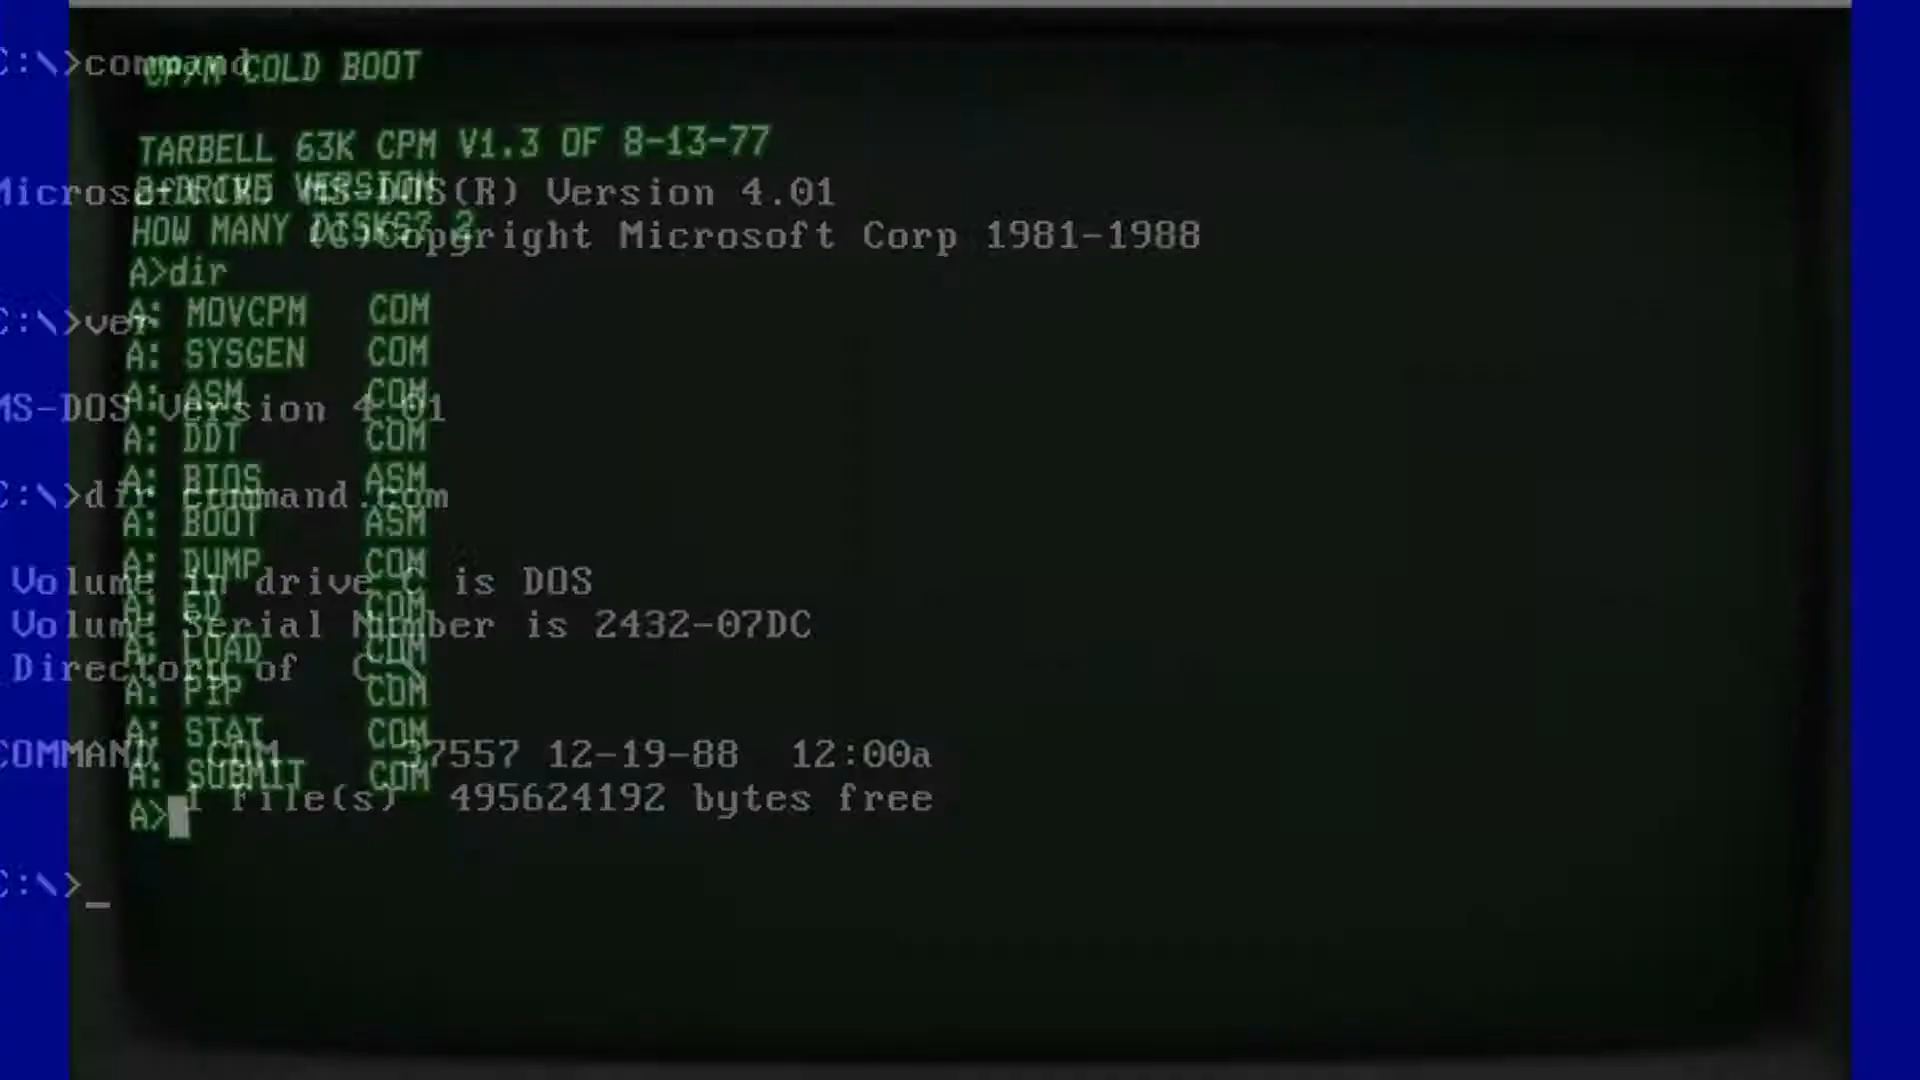 C:\>command
CP/M COLD BOOT
TARBELL 63K CPM V1.3 OF 8-13-77
2-DRIVE VERSION
Microsoft(R) MS-DOS(R) Version 4.01
HOW MANY DISKS? 2
(C)Copyright Microsoft Corp 1981-1988
A>dir
A: MOVCPM COM
C:\>ver
A: SYSGEN COM
A: ASM COM
MS-DOS Version 4.01
A: DDT COM
A: BIOS ASM
C:\>dir command.com
A: BOOT ASM
A: DUMP COM
Volume in drive C is DOS
A: ED COM
Volume Serial Number is 2432-07DC
A: LOAD COM
Directory of C:\
A: PIP COM
A: STAT COM
COMMAND COM 37557 12-19-88 12:00a
A: SUBMIT COM
1 File(s) 495624192 bytes free
A>
C:\>_